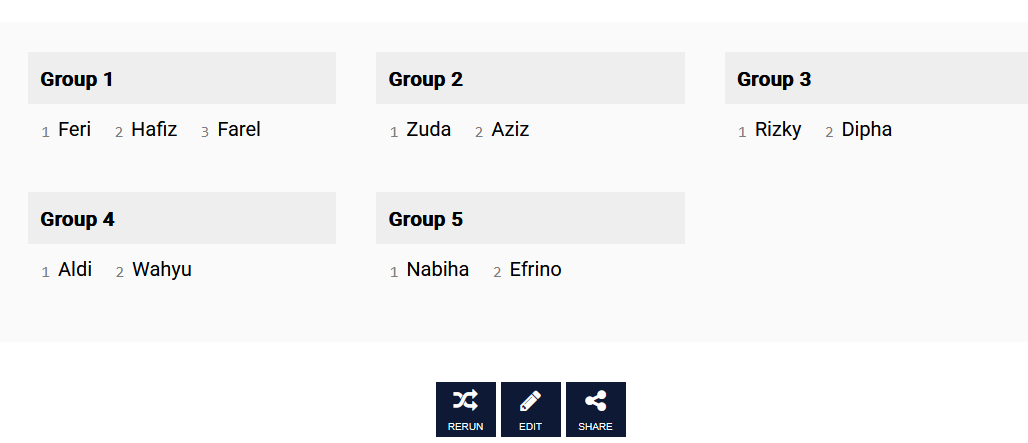 Group 1
1 Feri 2 Hafiz 3 Farel
Group 2
1 Zuda 2 Aziz
Group 3
1 Rizky 2 Dipha
Group 4
1 Aldi 2 Wahyu
Group 5
1 Nabiha 2 Efrino
RERUN EDIT SHARE